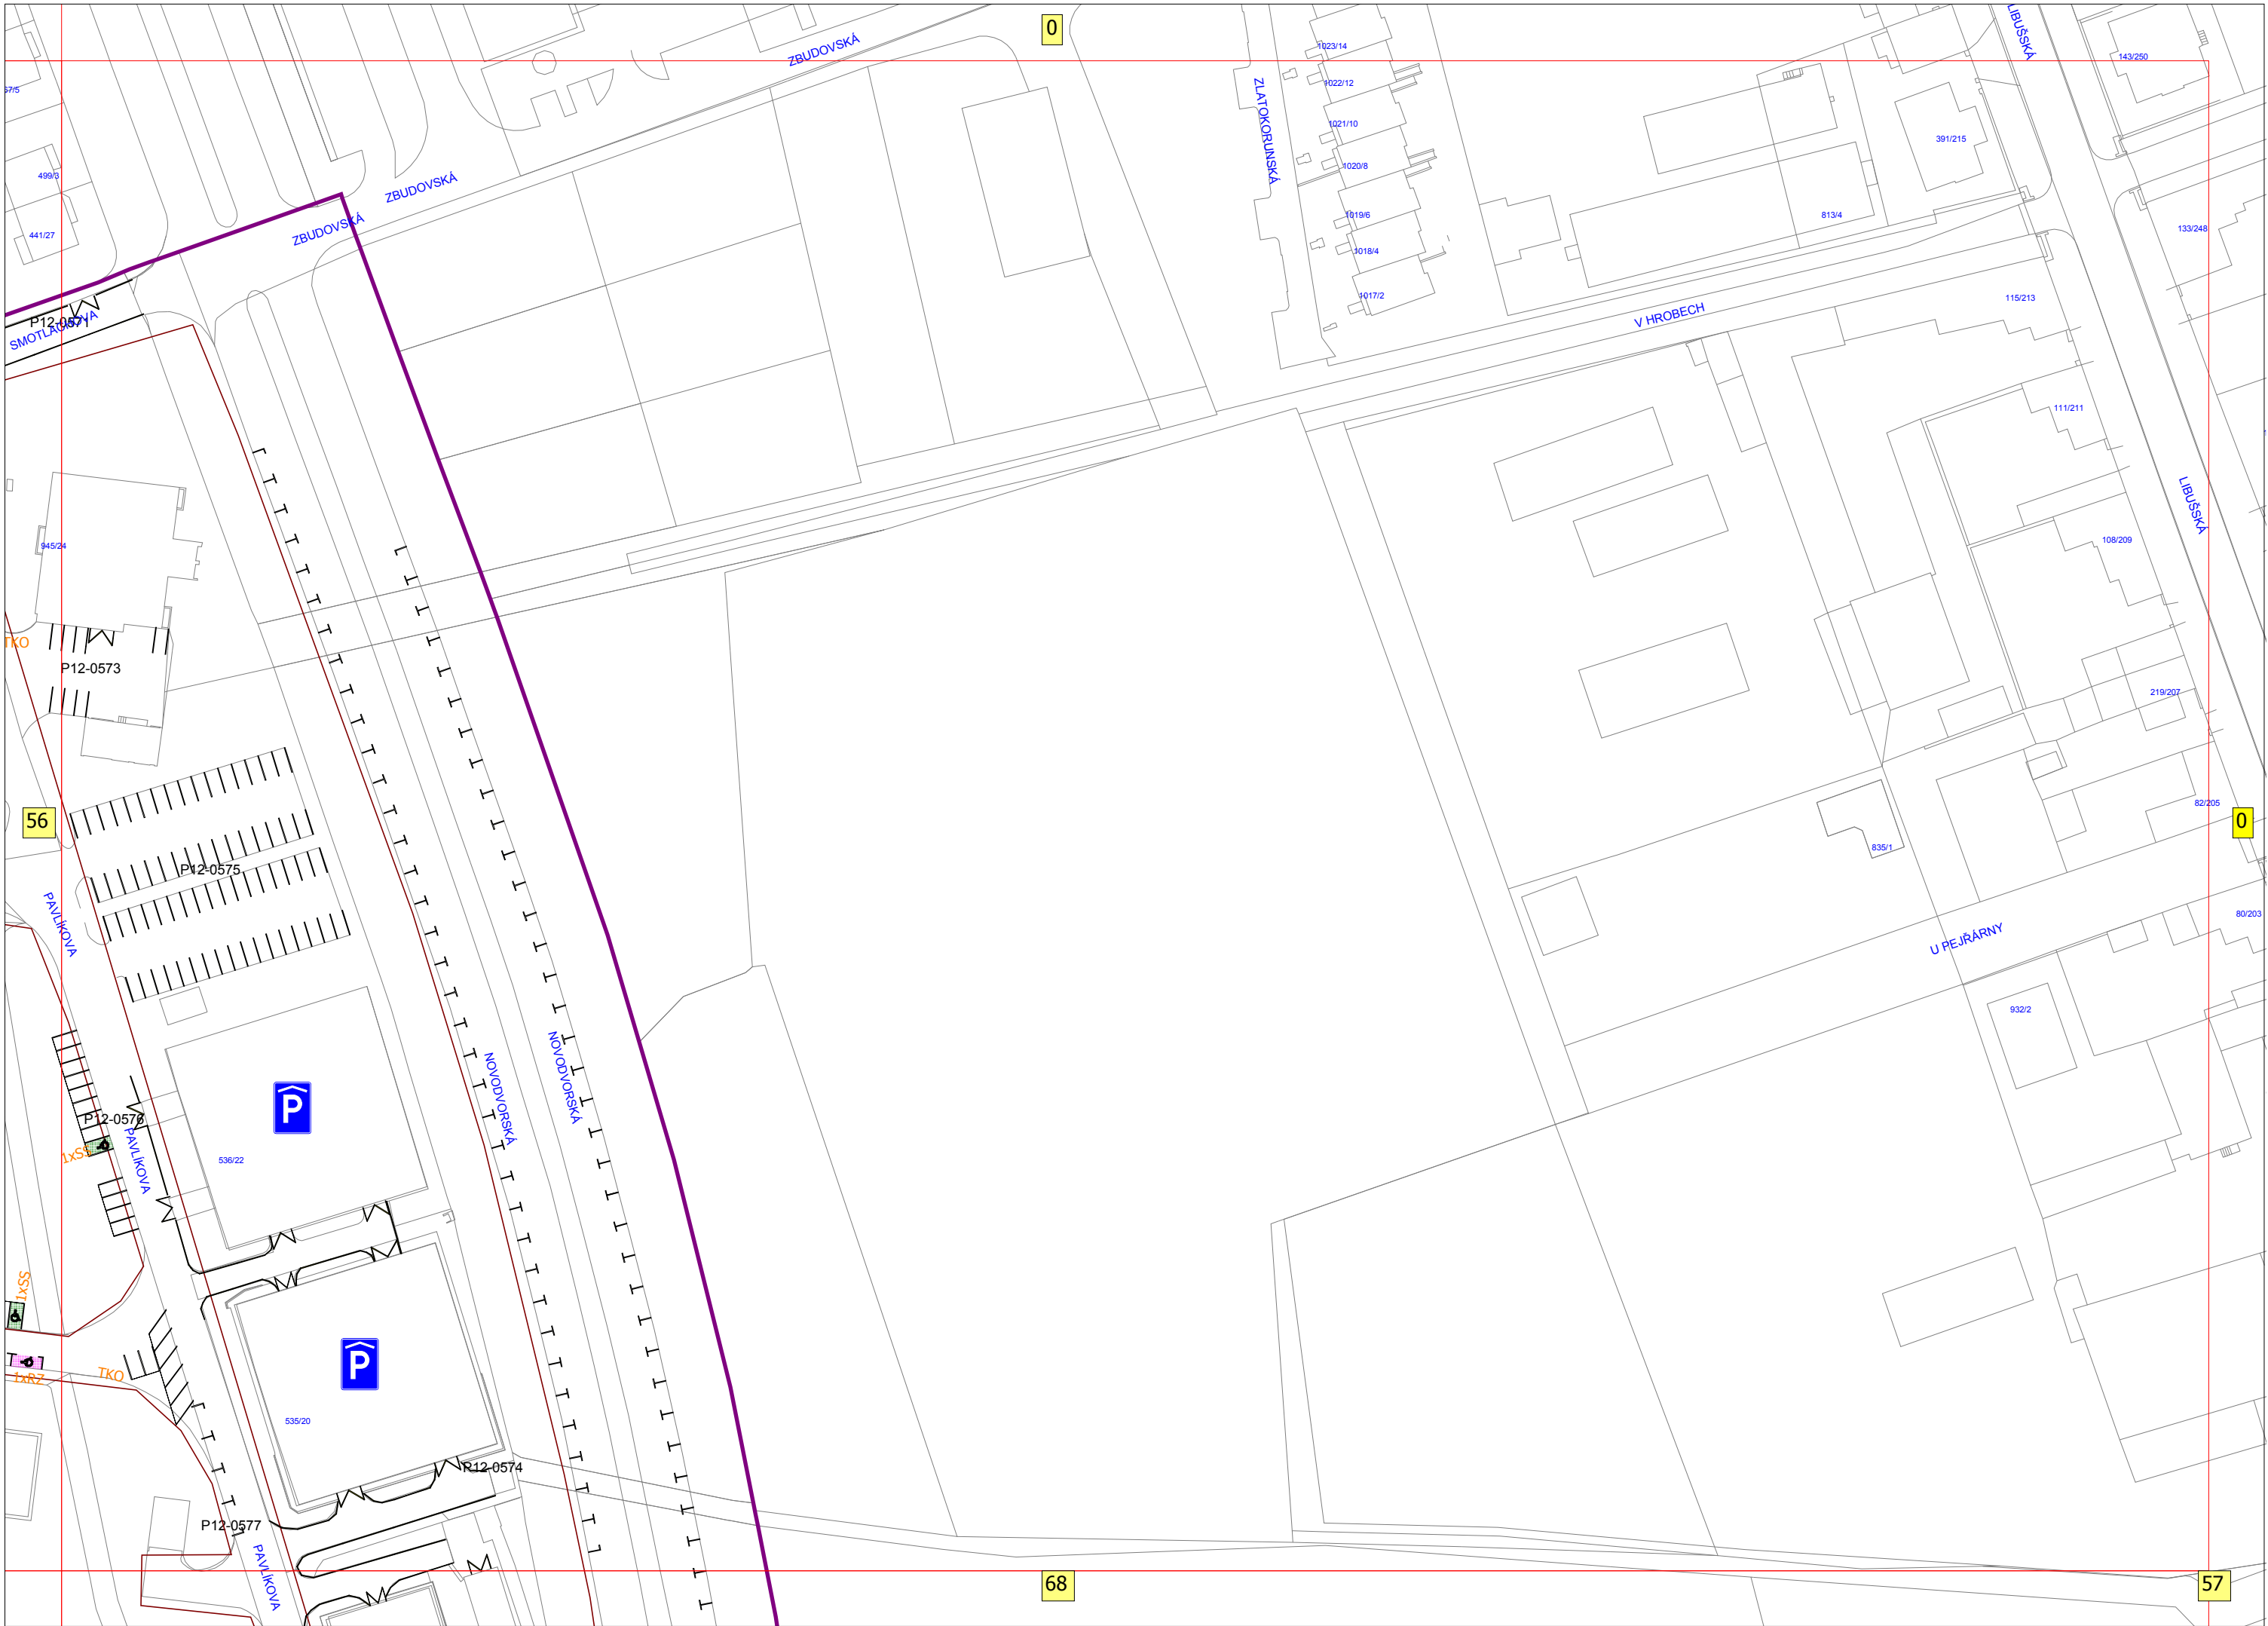 0
ZBUDOVSKÁ
1023/14
LIBUŠSKÁ
143/250
1022/12
ZLATOKORUNSKÁ
1021/10
391/215
1020/8
499/3
ZBUDOVSKÁ
1019/6
813/4
ZBUDOVSKÁ
441/27
133/248
1018/4
1017/2
115/213
V HROBECH
P12-0571
SMOTLACHOVA
111/211
LIBUŠSKÁ
108/209
945/24
TKO
P12-0573
219/207
82/205
56
0
835/1
P12-0575
PAVLÍKOVA
80/203
U PEJŘÁRNY
932/2
NOVODVORSKÁ
NOVODVORSKÁ
P
P12-0576
1xSS
PAVLÍKOVA
536/22
1xSS
P
1xRZ
TKO
535/20
P12-0574
P12-0577
PAVLÍKOVA
68
57